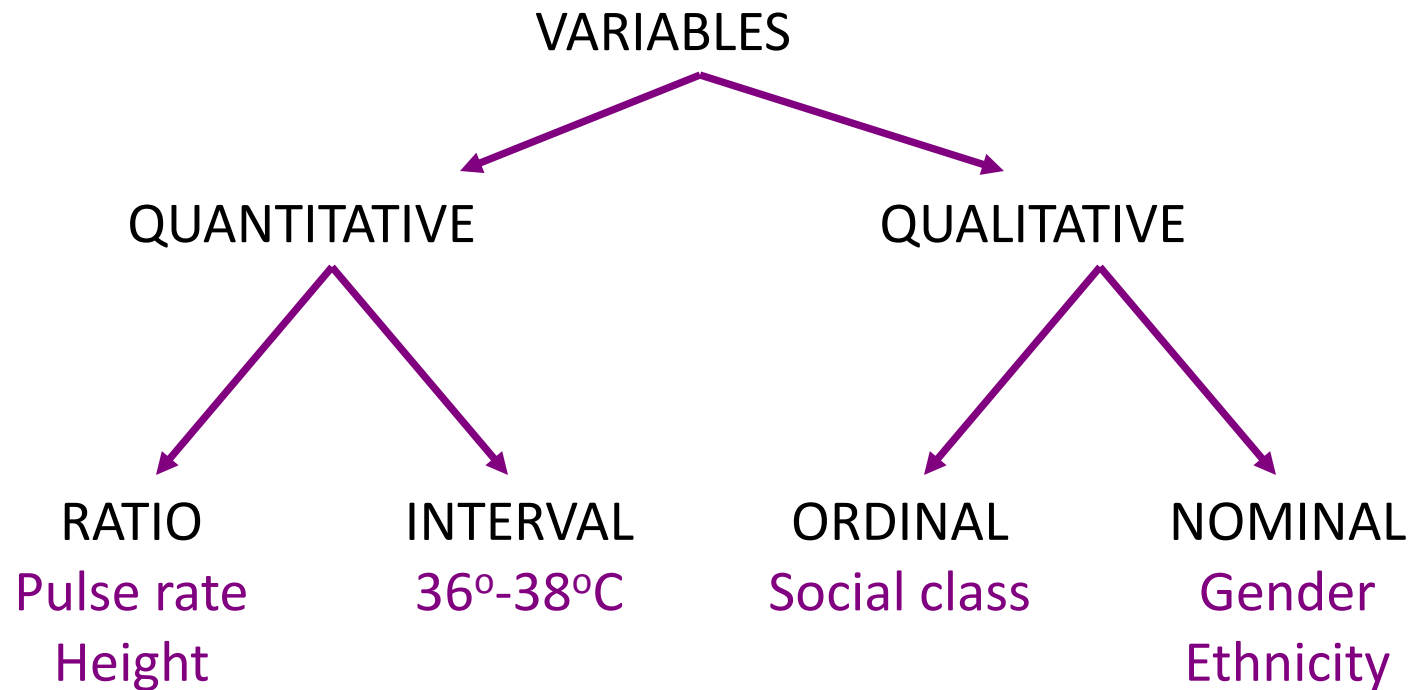 VARIABLES
QUANTITATIVE QUALITATIVE
RATIO INTERVAL ORDINAL NOMINAL
Pulse rate 36º-38ºC Social class Gender
Height Ethnicity